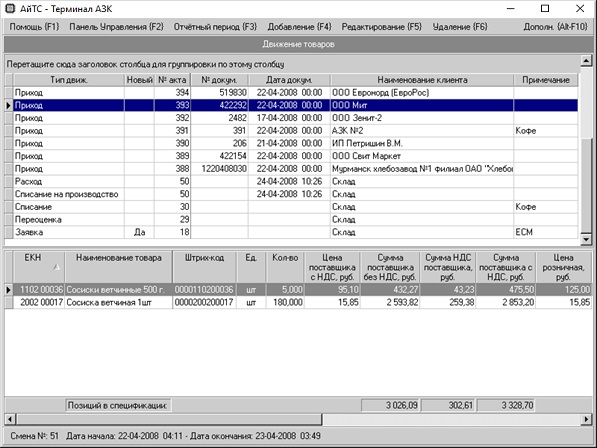 АйТС - Терминал АЗК
Помощь (F1) Панель Управления (F2) Отчётный период (F3) Добавление (F4) Редактирование (F5) Удаление (F6) Дополн. (Alt-F10)
Движение товаров
Перетащите сюда заголовок столбца для группировки по этому столбцу
Тип движ. Новый № акта № докум. Дата докум. Наименование клиента Примечание
Приход 394 519830 22-04-2008 00:00 ООО Евронорд (ЕвроРос)
Приход 393 422292 22-04-2008 00:00 ООО Мит
Приход 392 2482 17-04-2008 00:00 ООО Зенит-2
Приход 391 391 22-04-2008 00:00 АЗК №2 Кофе
Приход 390 206 21-04-2008 00:00 ИП Петришин В.М.
Приход 389 422154 22-04-2008 00:00 ООО Свит Маркет
Приход 388 1220408030 22-04-2008 00:00 Мурманск хлебозавод №1 филиал ОАО "Хлебо
Расход 50 24-04-2008 10:26 Склад
Списание на производство 50 24-04-2008 10:26 Склад
Списание 30 Склад Кофе
Переоценка 29 Склад
Заявка Да 18 Склад ЕСМ
ЕКН Наименование товара Штрих-код Ед. Кол-во Цена поставщика с НДС, руб. Сумма поставщика без НДС, руб. Сумма НДС поставщика, руб. Сумма поставщика с НДС, руб. Цена розничная, руб.
1102 00036 Сосиски ветчинные 500 г. 0000110200036 шт 5,000 95,10 432,27 43,23 475,50 125,00
2002 00017 Сосиска ветчиная 1шт 0000200200017 шт 180,000 15,85 2 593,82 259,38 2 853,20 15,85
Позиций в спецификации: 3 026,09 302,61 3 328,70
Смена №: 51 Дата начала: 22-04-2008 04:11 - Дата окончания: 23-04-2008 03:49